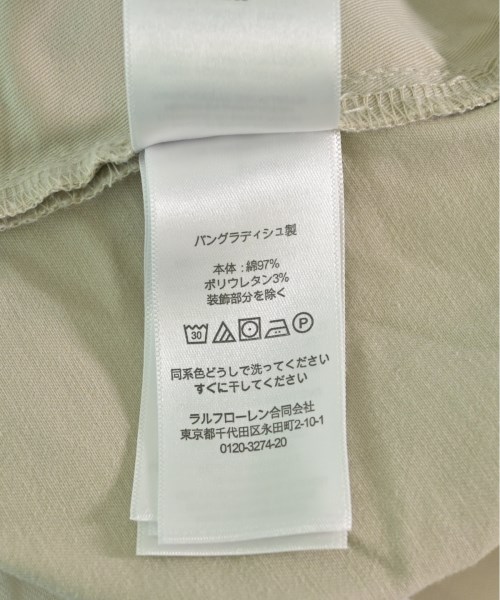 バングラディシュ製
本体：綿97%
ポリウレタン3%
装飾部分を除く
30 P
同系色どうしで洗ってください
すぐに干してください
ラルフローレン合同会社
東京都千代田区永田町2-10-1
0120-3274-20